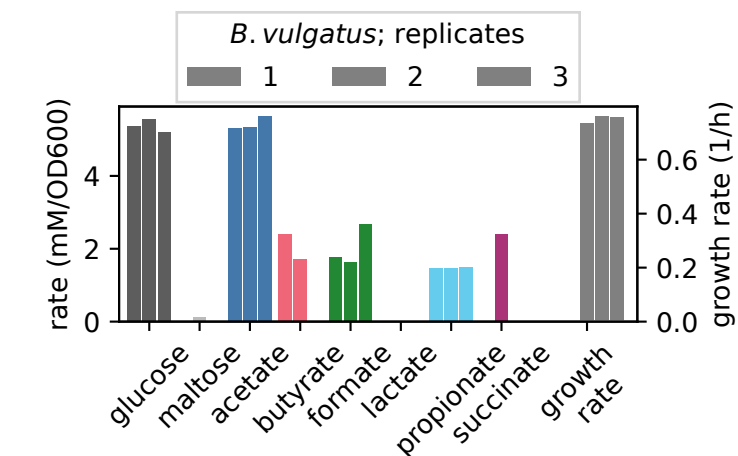 B. vulgatus; replicates
1 2 3
rate (mM/OD600)
4
2
0
growth rate (1/h)
0.6
0.4
0.2
0.0
glucose
maltose
acetate
butyrate
formate
lactate
propionate
succinate
growth
rate